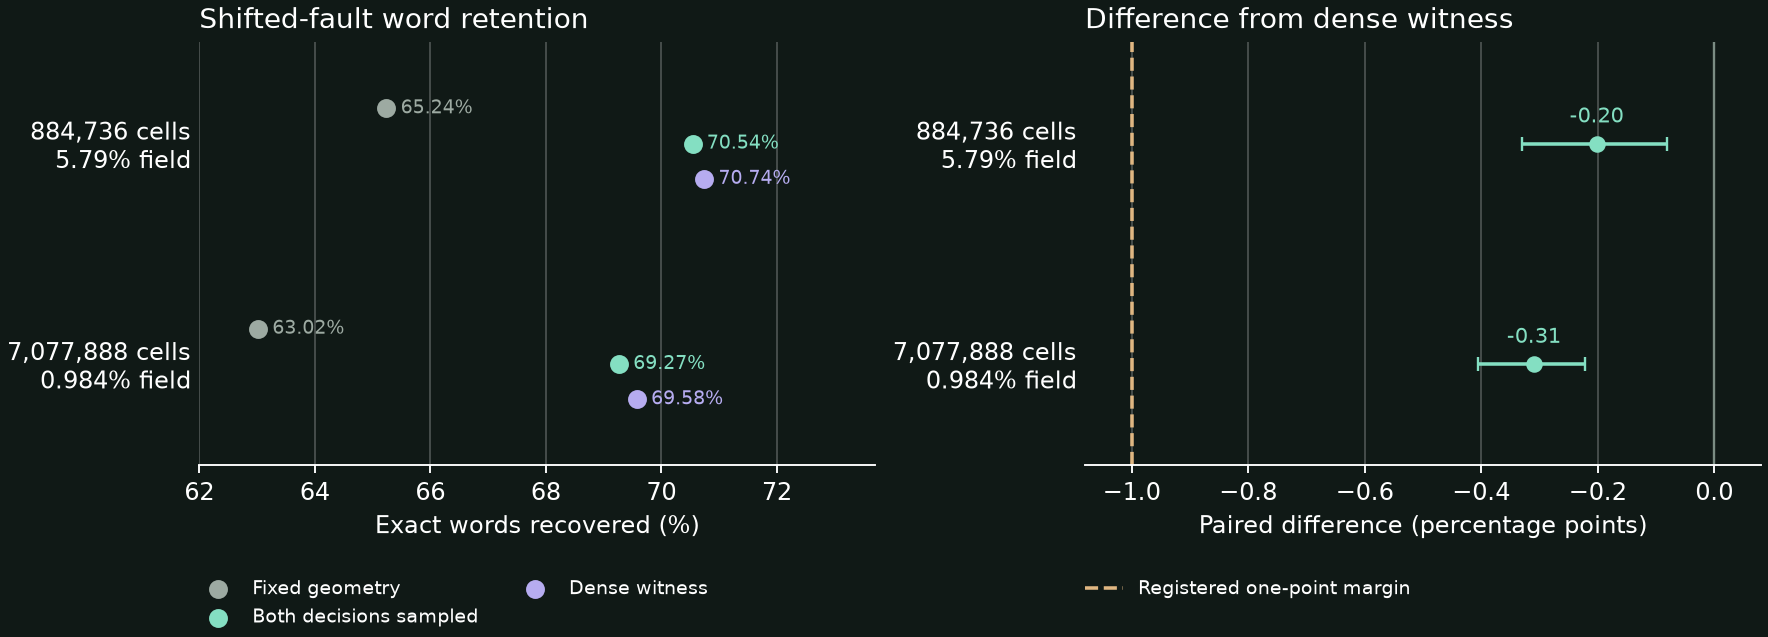 Shifted-fault word retention
65.24%
884,736 cells
5.79% field
70.54%
70.74%
63.02%
7,077,888 cells
0.984% field
69.27%
69.58%
62 64 66 68 70 72
Exact words recovered (%)
Fixed geometry
Both decisions sampled
Dense witness
Difference from dense witness
884,736 cells
5.79% field
-0.20
7,077,888 cells
0.984% field
-0.31
−1.0 −0.8 −0.6 −0.4 −0.2 0.0
Paired difference (percentage points)
Registered one-point margin